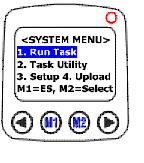 <SYSTEM MENU>
1. Run Task
2. Task Utility
3. Setup 4. Upload
M1=ES, M2=Select
M1 M2